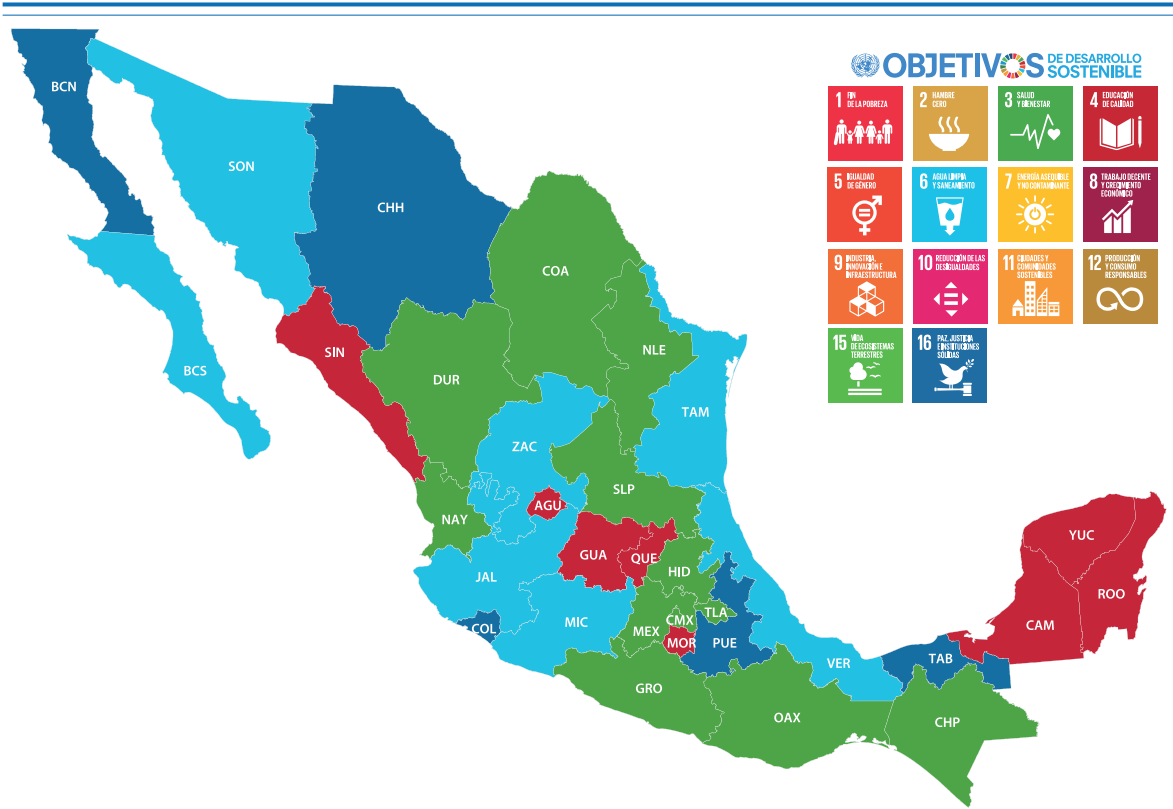 OBJETIVOS DE DESARROLLO
SOSTENIBLE
1 FIN
DE LA POBREZA
2 HAMBRE
CERO
3 SALUD
Y BIENESTAR
4 EDUCACIÓN
DE CALIDAD
5 IGUALDAD
DE GÉNERO
6 AGUA LIMPIA
Y SANEAMIENTO
7 ENERGÍA ASEQUIBLE
Y NO CONTAMINANTE
8 TRABAJO DECENTE
Y CRECIMIENTO
ECONÓMICO
9 INDUSTRIA,
INNOVACIÓN E
INFRAESTRUCTURA
10 REDUCCIÓN DE LAS
DESIGUALDADES
11 CIUDADES Y
COMUNIDADES
SOSTENIBLES
12 PRODUCCIÓN
Y CONSUMO
RESPONSABLES
15 VIDA
DE ECOSISTEMAS
TERRESTRES
16 PAZ, JUSTICIA
E INSTITUCIONES
SÓLIDAS
BCN
SON
CHH
COA
NLE
SIN
BCS
DUR
TAM
ZAC
SLP
AGU
NAY
YUC
GUA
QUE
HID
JAL
ROO
TLA
CMX
MIC
COL
MEX
CAM
MOR
PUE
TAB
VER
GRO
OAX
CHP